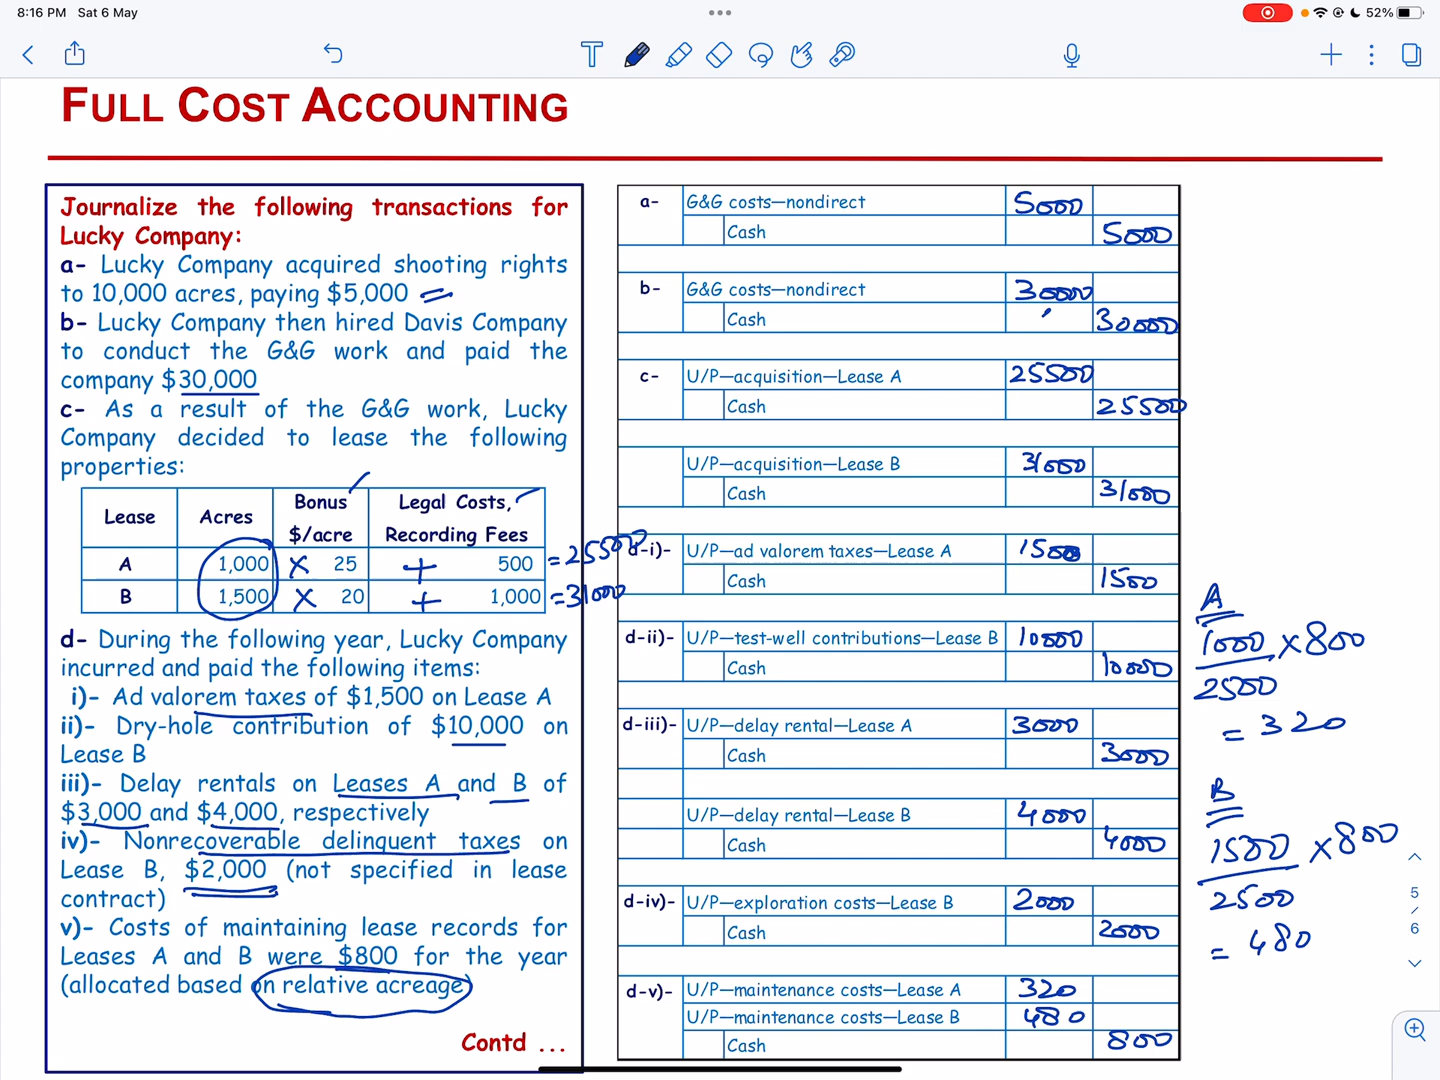 8:16 PM Sat 6 May
52%
FULL COST ACCOUNTING
Journalize the following transactions for
Lucky Company:
a- Lucky Company acquired shooting rights
to 10,000 acres, paying $5,000
b- Lucky Company then hired Davis Company
to conduct the G&G work and paid the
company $30,000
c- As a result of the G&G work, Lucky
Company decided to lease the following
properties:
Lease Acres Bonus $/acre Legal Costs, Recording Fees
A 1,000 × 25 + 500 = 25500
B 1,500 × 20 + 1,000 = 31000
d- During the following year, Lucky Company
incurred and paid the following items:
i)- Ad valorem taxes of $1,500 on Lease A
ii)- Dry-hole contribution of $10,000 on
Lease B
iii)- Delay rentals on Leases A and B of
$3,000 and $4,000, respectively
iv)- Nonrecoverable delinquent taxes on
Lease B, $2,000 (not specified in lease
contract)
v)- Costs of maintaining lease records for
Leases A and B were $800 for the year
(allocated based on relative acreage)
Contd ...
a- G&G costs—nondirect 5000
Cash 5000
b- G&G costs—nondirect 30000
Cash 30000
c- U/P—acquisition—Lease A 25500
Cash 25500
U/P—acquisition—Lease B 31000
Cash 31000
d-i)- U/P—ad valorem taxes—Lease A 1500
Cash 1500
d-ii)- U/P—test-well contributions—Lease B 10000
Cash 10000
d-iii)- U/P—delay rental—Lease A 3000
Cash 3000
U/P—delay rental—Lease B 4000
Cash 4000
d-iv)- U/P—exploration costs—Lease B 2000
Cash 2000
d-v)- U/P—maintenance costs—Lease A 320
U/P—maintenance costs—Lease B 480
Cash 800
A
1000 × 800
2500
= 320
B
1500 × 800
2500
= 480
5
/
6